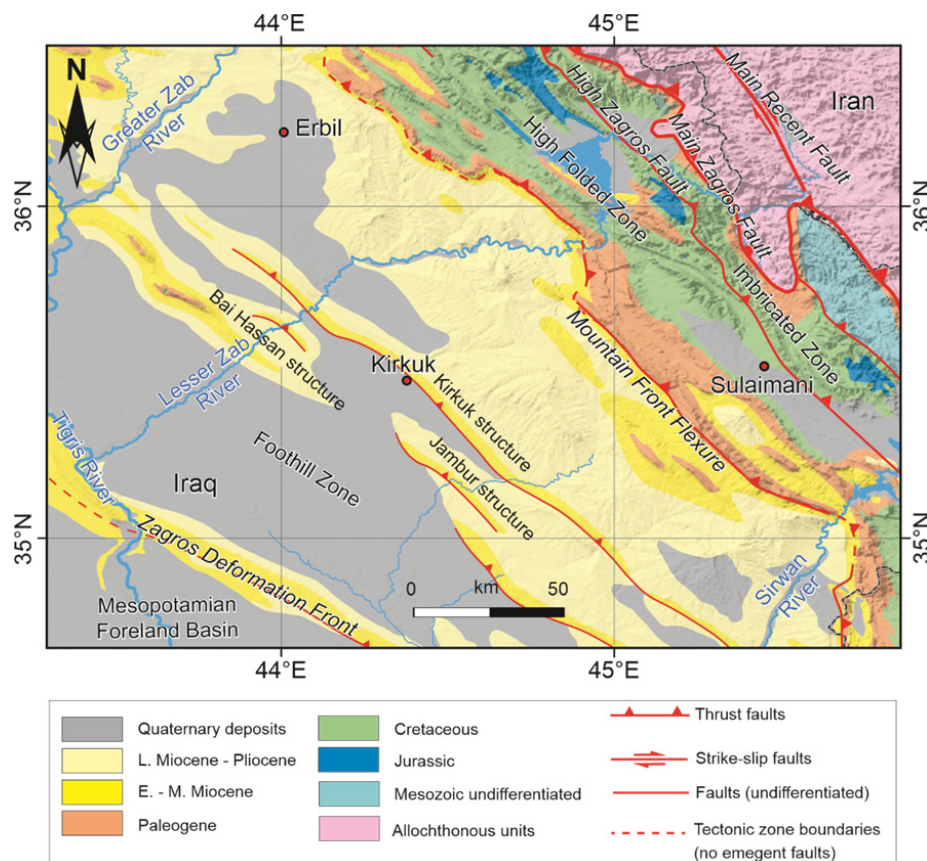 44°E
45°E
N
Greater Zab
River
Erbil
High Zagros Fault
Main Zagros
Fault
Main Recent Fault
Iran
High Folded Zone
36°N
36°N
Imbricated Zone
Bai Hassan structure
Lesser Zab
River
Kirkuk
Kirkuk structure
Mountain Front Flexure
Sulaimani
Tigris River
Foothill Zone
Jambur structure
Iraq
35°N
35°N
Zagros Deformation Front
km
0
50
Sirwan
River
Mesopotamian
Foreland Basin
44°E
45°E
Quaternary deposits
L. Miocene - Pliocene
E. - M. Miocene
Paleogene
Cretaceous
Jurassic
Mesozoic undifferentiated
Allochthonous units
Thrust faults
Strike-slip faults
Faults (undifferentiated)
Tectonic zone boundaries
(no emegent faults)